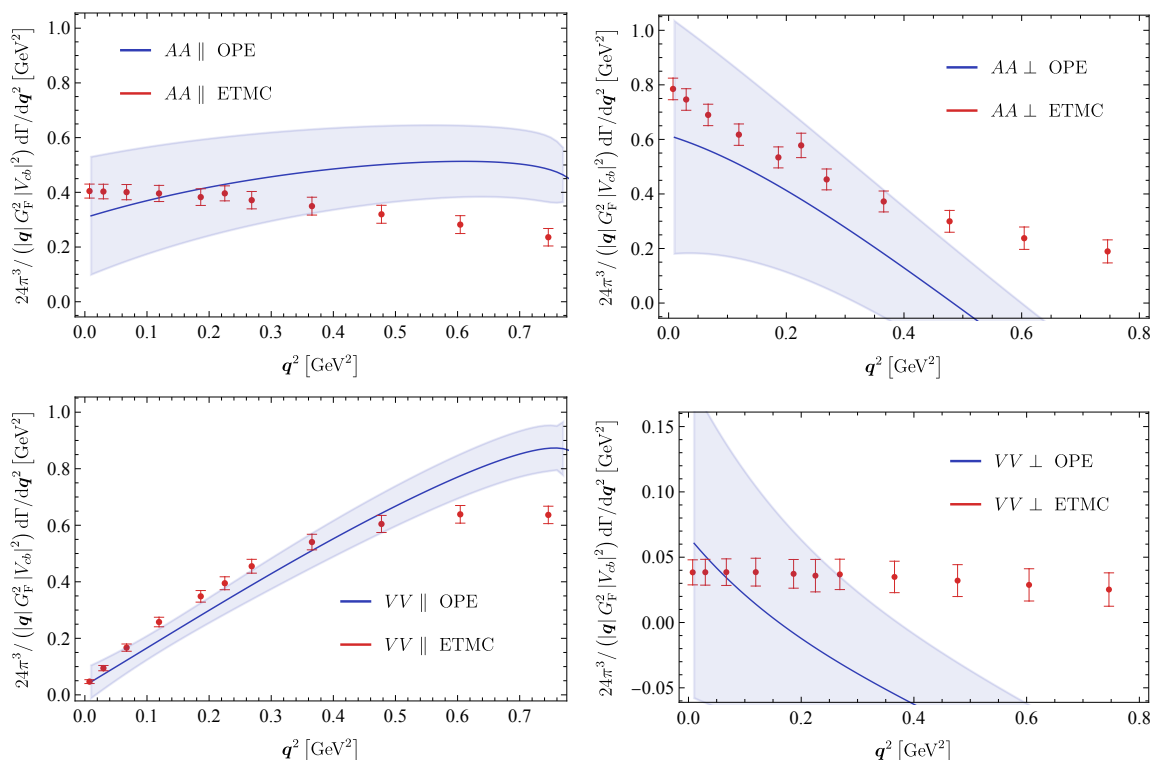 24π³/(|q| G_F² |V_cb|²) dΓ/dq² [GeV²]
1.0
0.8
0.6
0.4
0.2
0.0
AA ∥ OPE
AA ∥ ETMC
0.0 0.1 0.2 0.3 0.4 0.5 0.6 0.7
q² [GeV²]
24π³/(|q| G_F² |V_cb|²) dΓ/dq² [GeV²]
1.0
0.8
0.6
0.4
0.2
0.0
AA ⊥ OPE
AA ⊥ ETMC
0.0 0.2 0.4 0.6 0.8
q² [GeV²]
24π³/(|q| G_F² |V_cb|²) dΓ/dq² [GeV²]
1.0
0.8
0.6
0.4
0.2
0.0
VV ∥ OPE
VV ∥ ETMC
0.0 0.1 0.2 0.3 0.4 0.5 0.6 0.7
q² [GeV²]
24π³/(|q| G_F² |V_cb|²) dΓ/dq² [GeV²]
0.15
0.10
0.05
0.00
−0.05
VV ⊥ OPE
VV ⊥ ETMC
0.0 0.2 0.4 0.6 0.8
q² [GeV²]